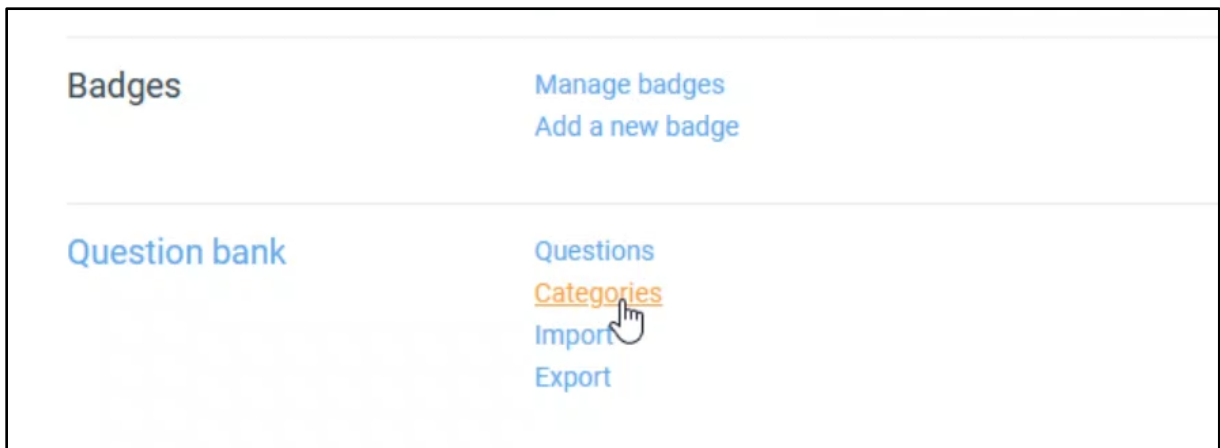 Badges
Manage badges
Add a new badge
Question bank
Questions
Categories
Import
Export